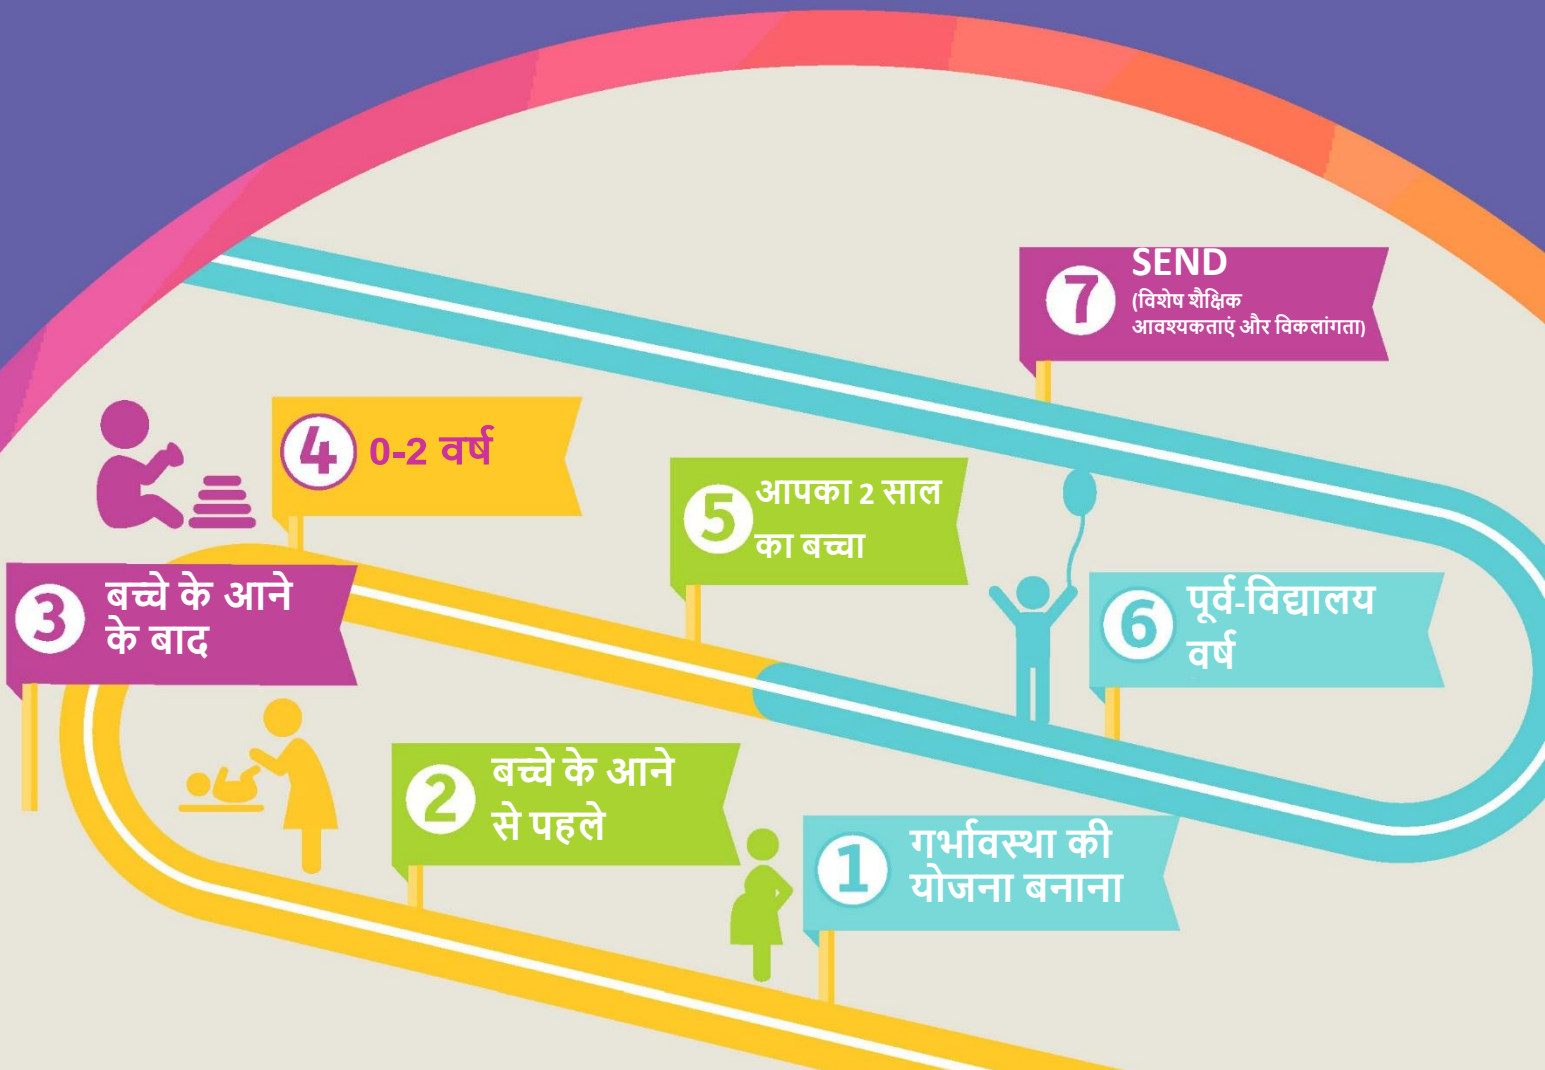 7
SEND
(विशेष शैक्षिक
आवश्यकताएं और विकलांगता)
4
0-2 वर्ष
5
आपका 2 साल
का बच्चा
3
बच्चे के आने
के बाद
6
पूर्व-विद्यालय
वर्ष
2
बच्चे के आने
से पहले
1
गर्भावस्था की
योजना बनाना